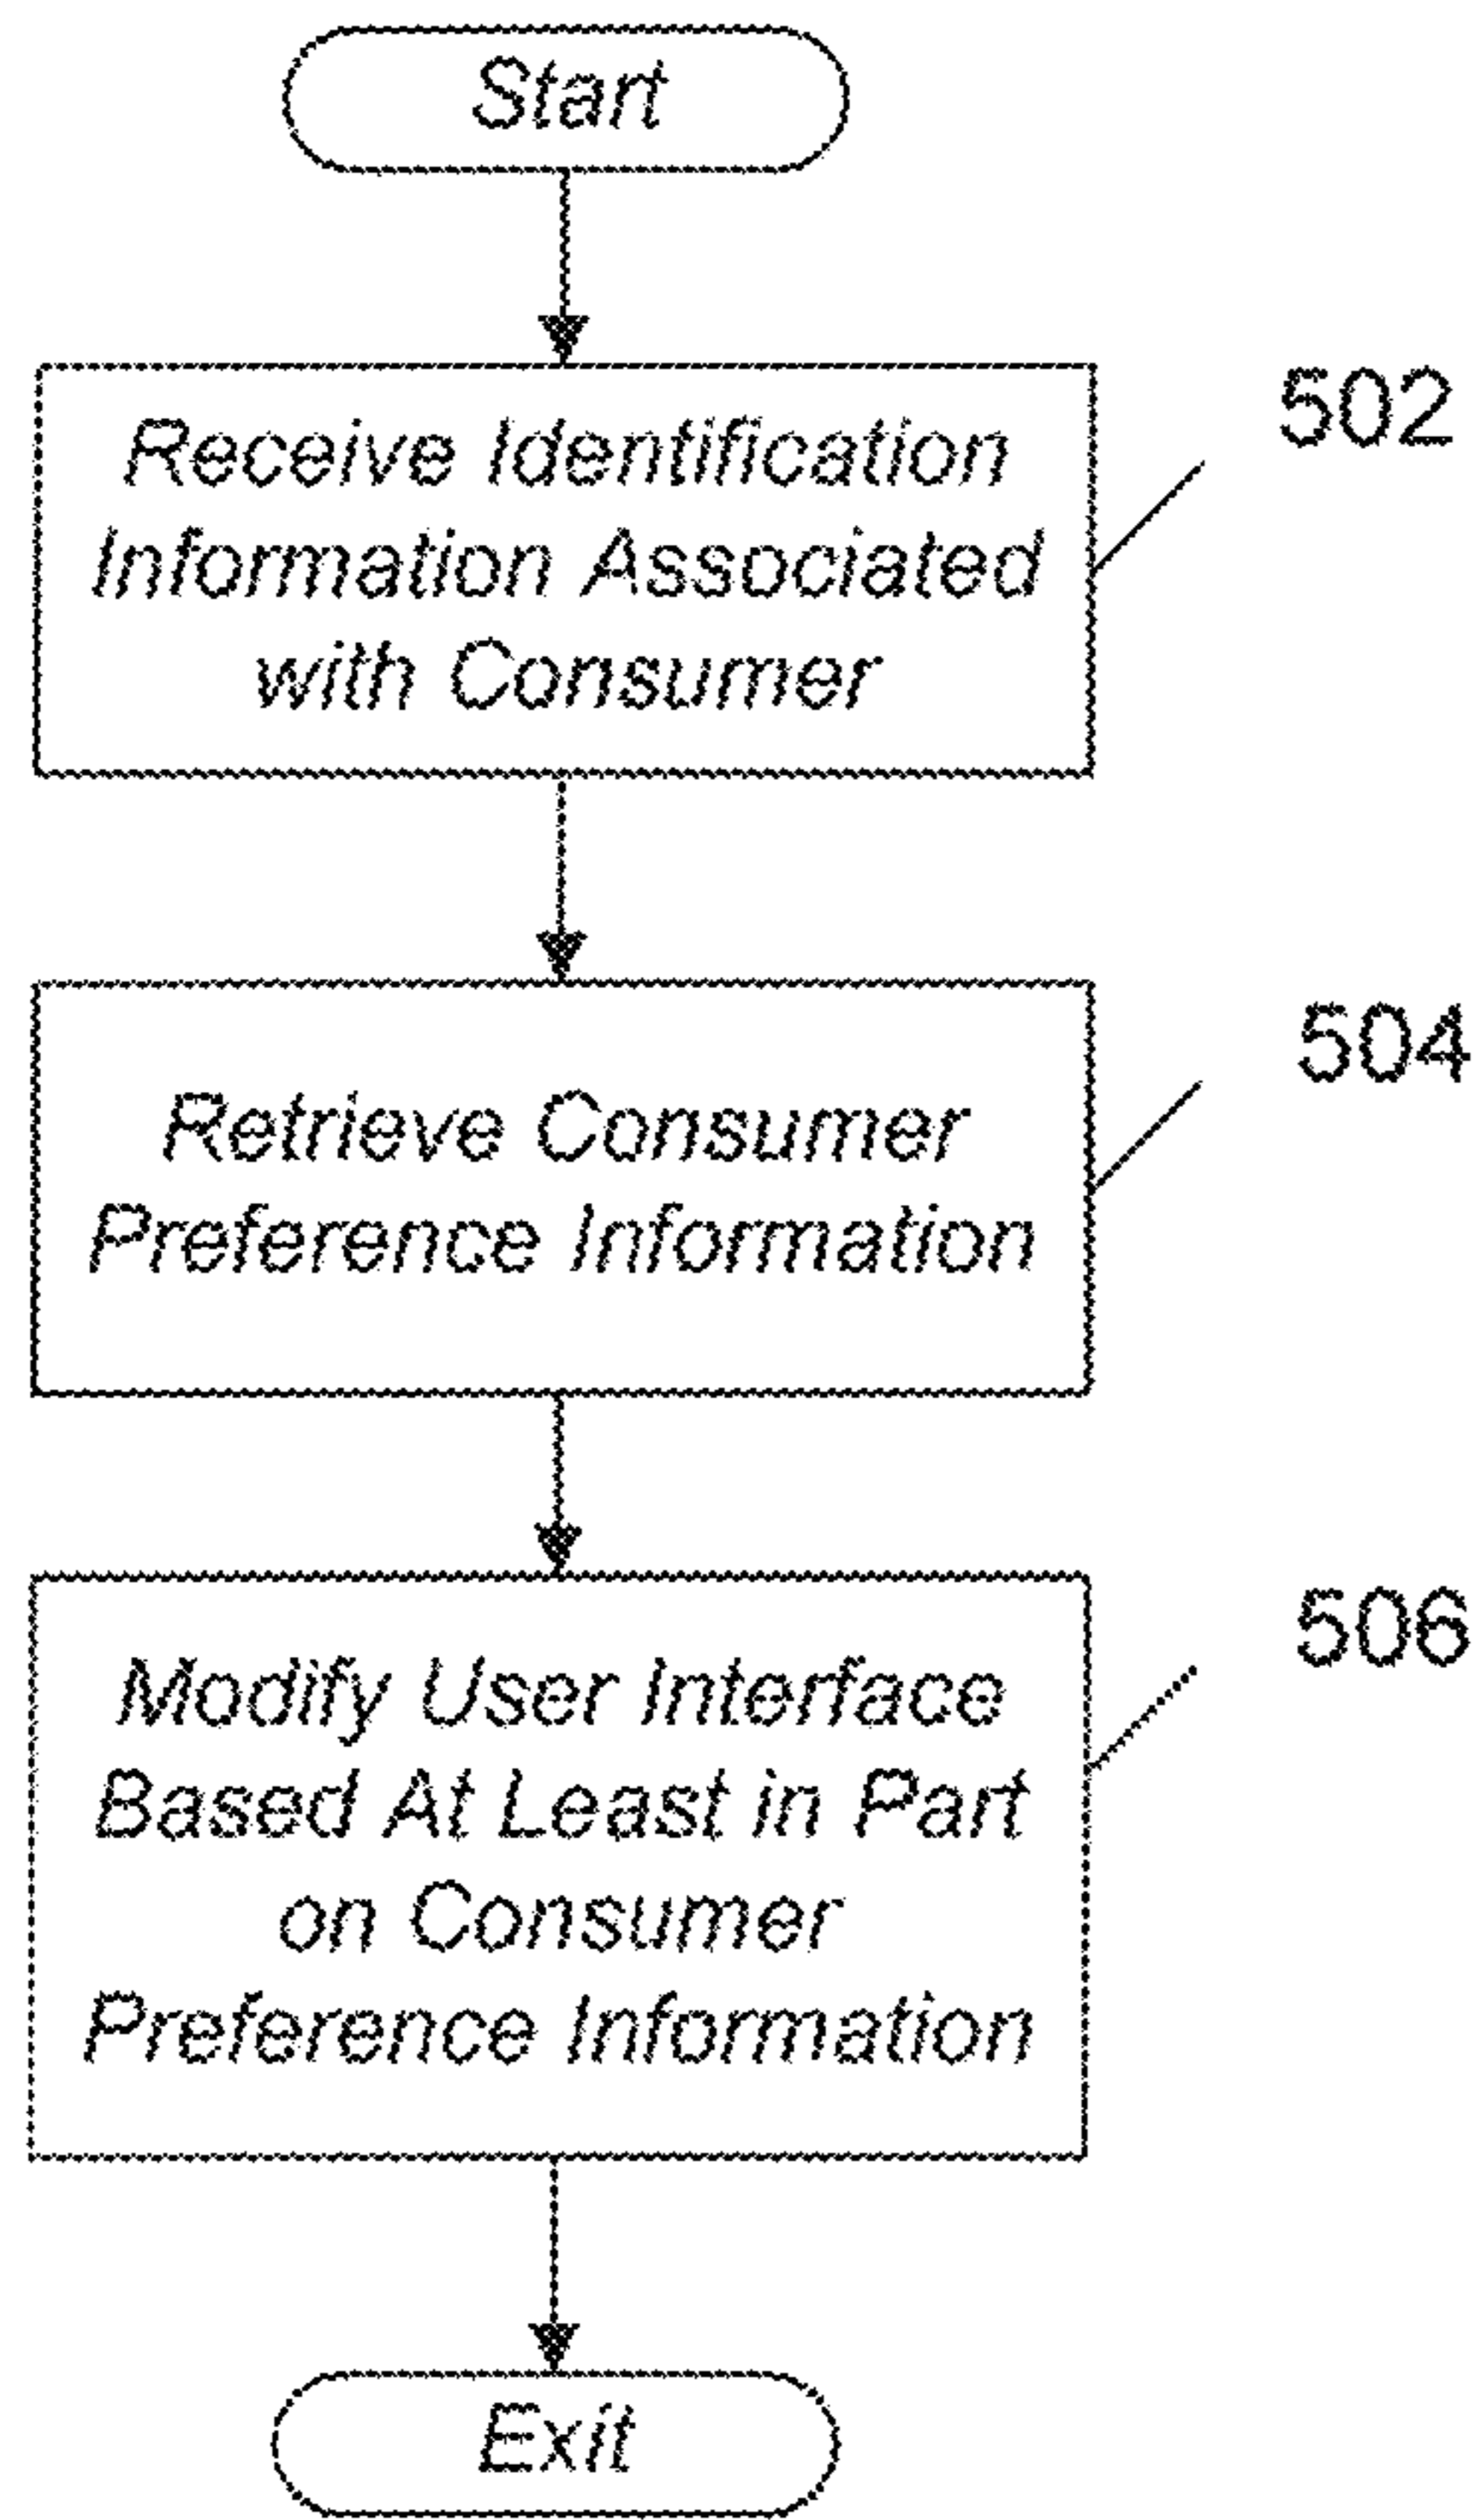 Start
Receive Identification
Information Associated
with Consumer
502
Retrieve Consumer
Preference Information
504
Modify User Interface
Based At Least in Part
on Consumer
Preference Information
506
Exit